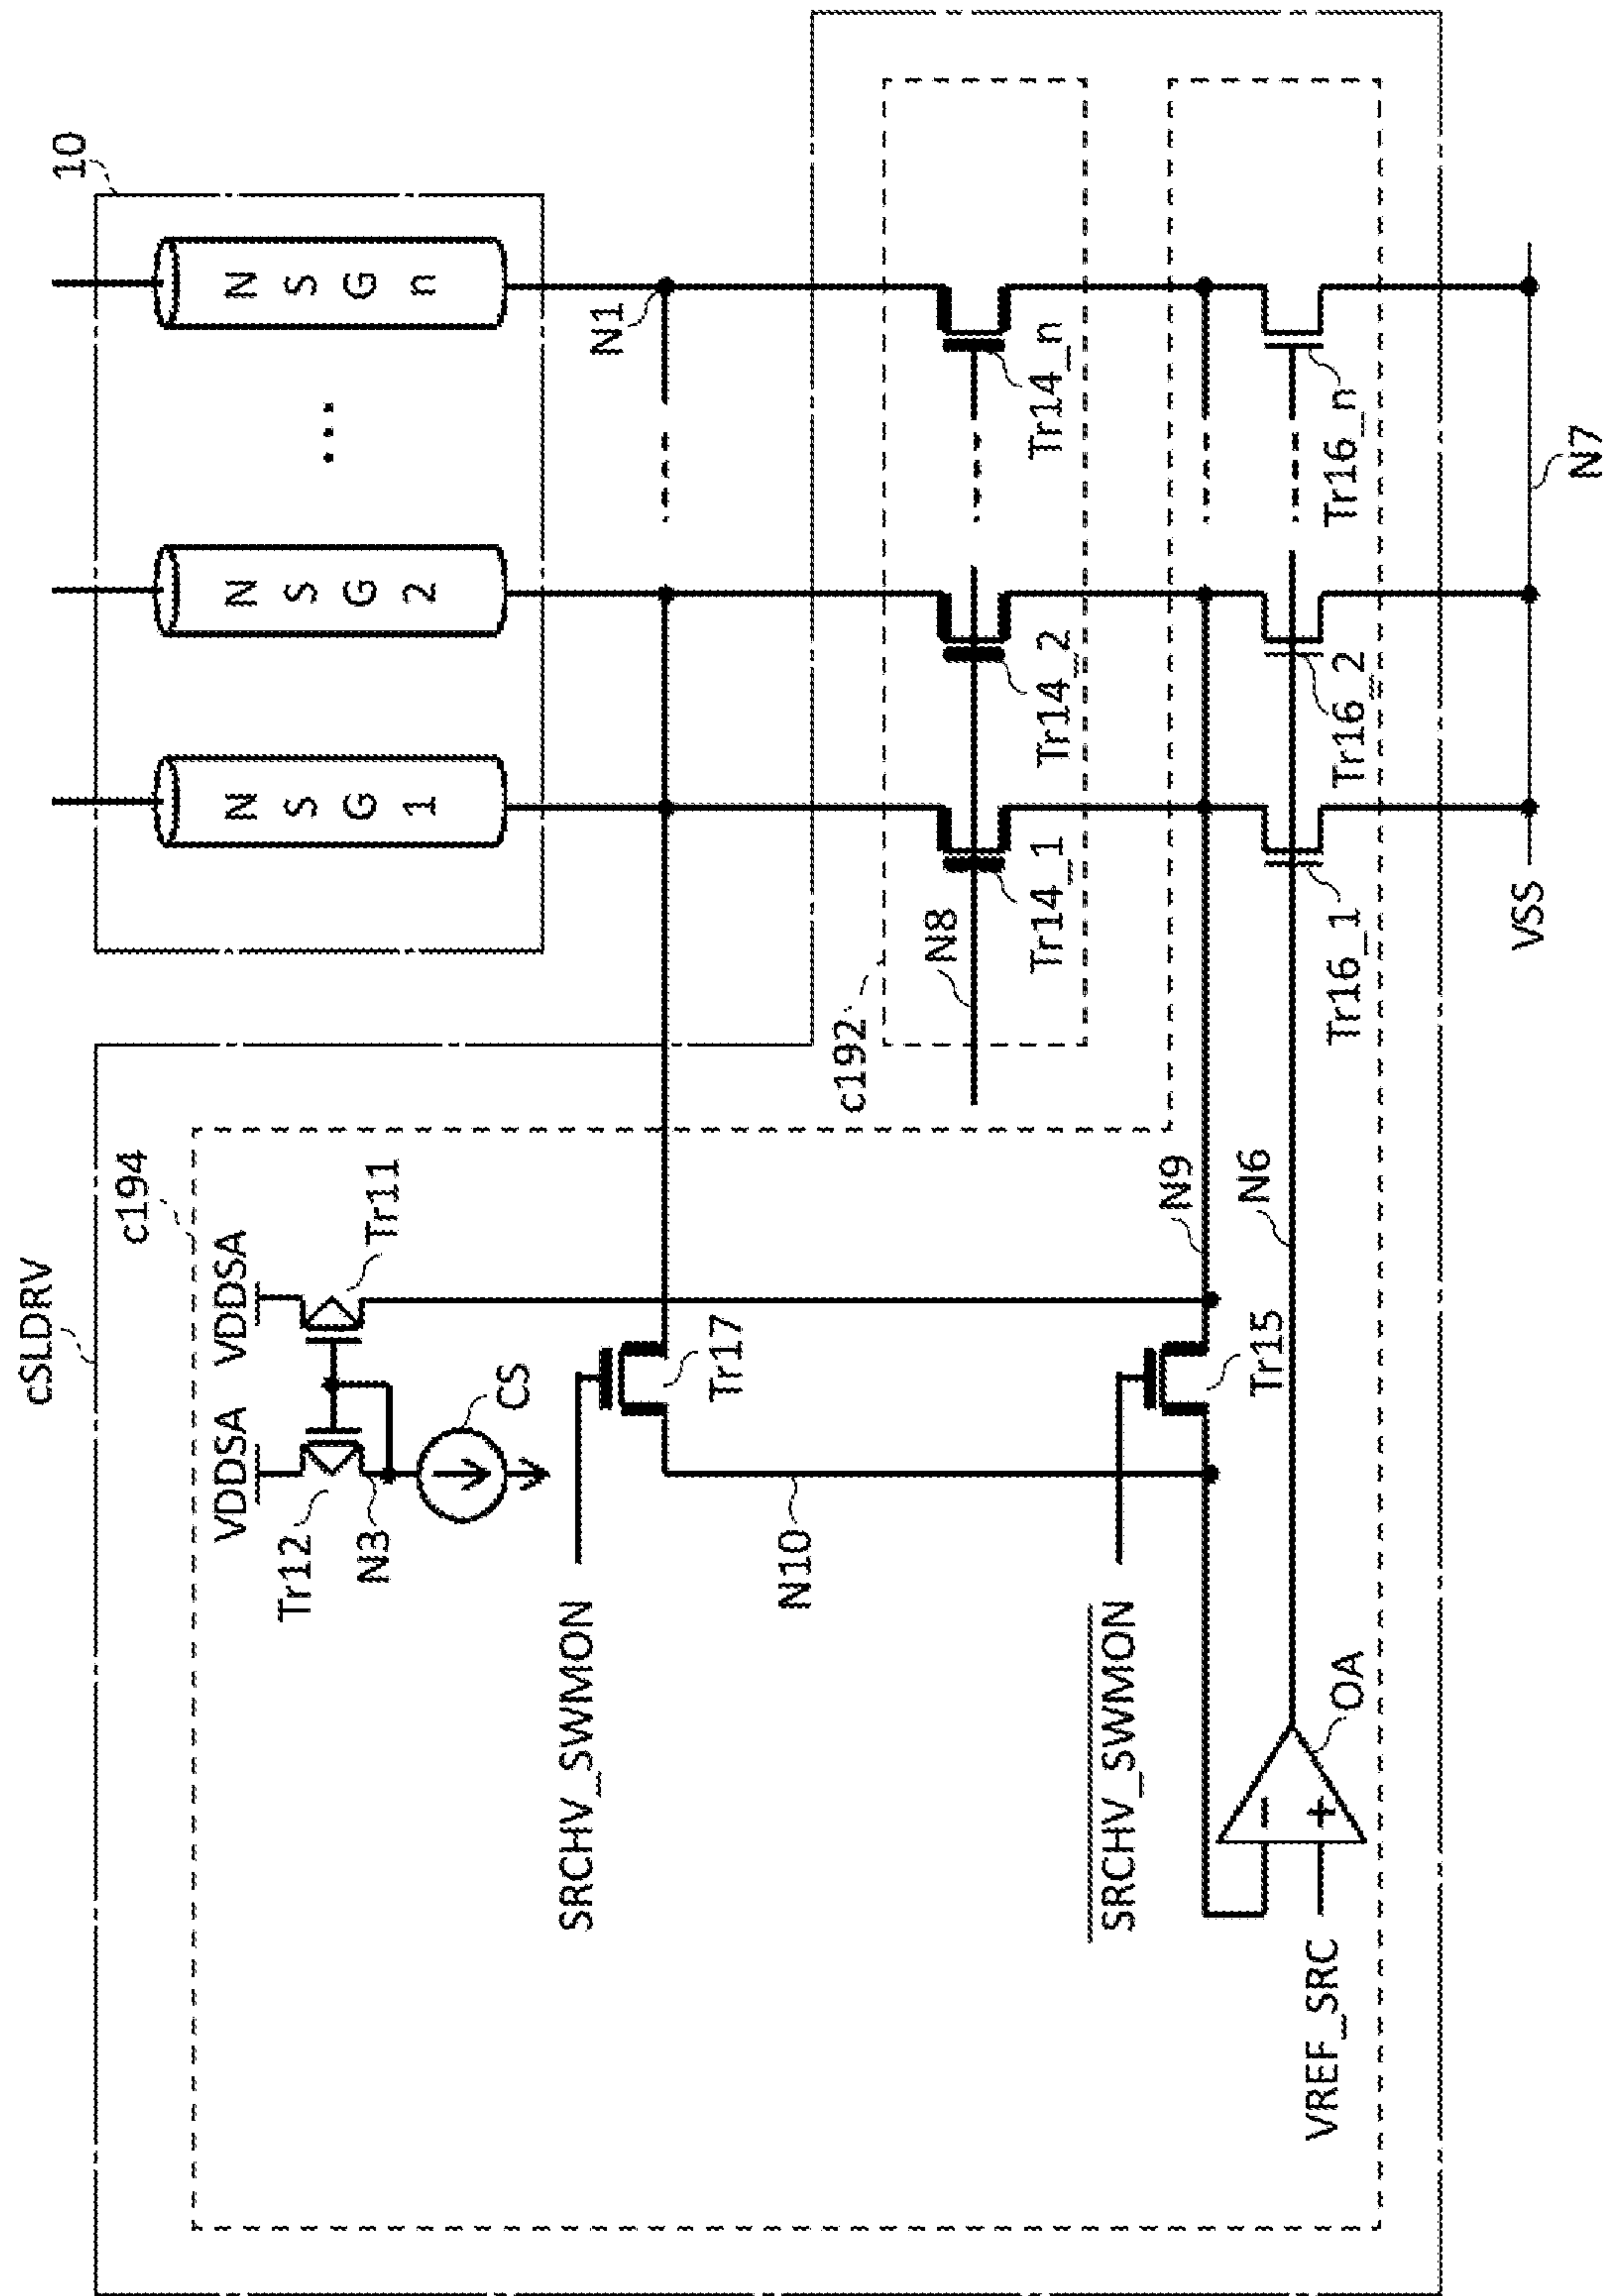 cSLDRV
10
c194
VDDSA
VDDSA
Tr12
Tr11
N3
CS
NSG1
NSG2
...
NSGn
N1
SRCHV_SWMON
Tr17
N10
c192
N8
Tr14_1
Tr14_2
Tr14_n
SRCHV_SWMON
Tr15
N9
N6
VREF_SRC
-
+
OA
Tr16_1
Tr16_2
Tr16_n
VSS
N7